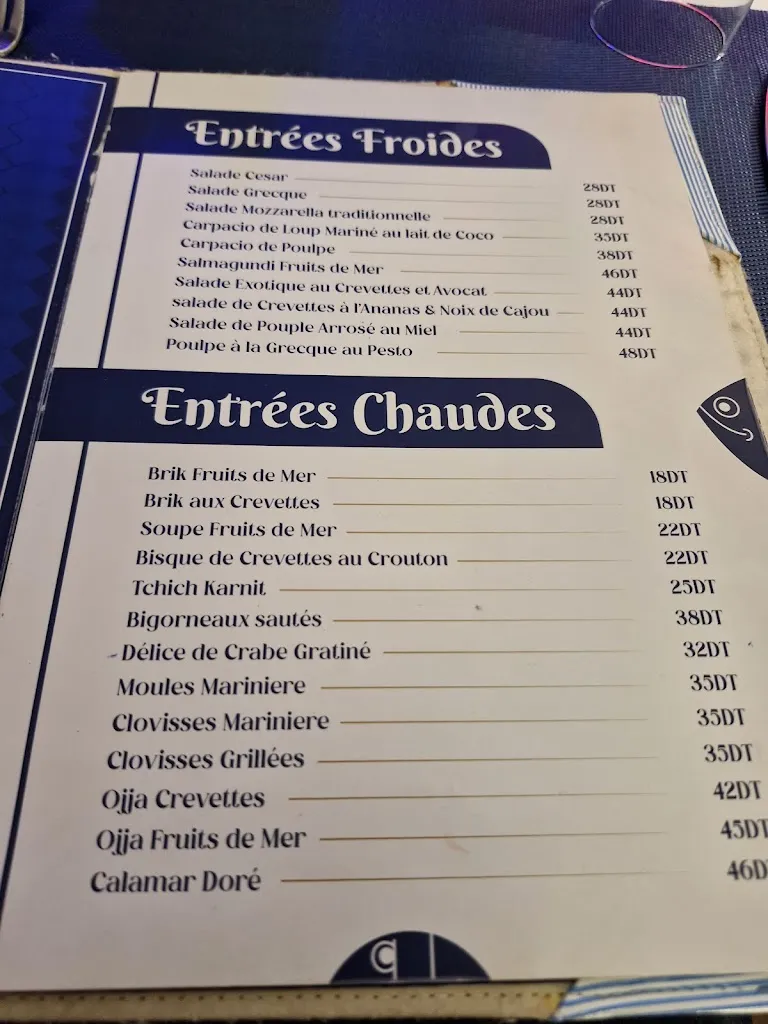 Entrées Froides
Salade Cesar 28DT
Salade Grecque 28DT
Salade Mozzarella traditionnelle 28DT
Carpacio de Loup Mariné au lait de Coco 35DT
Carpacio de Poulpe 38DT
Salmagundi Fruits de Mer 46DT
Salade Exotique au Crevettes et Avocat 44DT
salade de Crevettes à l'Ananas & Noix de Cajou 44DT
Salade de Pouple Arrosé au Miel 44DT
Poulpe à la Grecque au Pesto 48DT
Entrées Chaudes
Brik Fruits de Mer 18DT
Brik aux Crevettes 18DT
Soupe Fruits de Mer 22DT
Bisque de Crevettes au Crouton 22DT
Tchich Karnit 25DT
Bigorneaux sautés 38DT
Délice de Crabe Gratiné 32DT
Moules Mariniere 35DT
Clovisses Mariniere 35DT
Clovisses Grillées 35DT
Ojja Crevettes 42DT
Ojja Fruits de Mer 45DT
Calamar Doré 46D